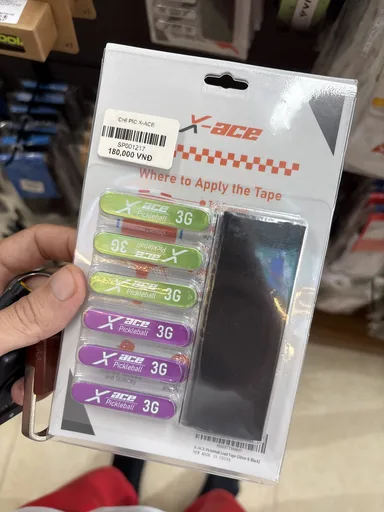 CHÌ PIC X-ACE
SP001217
180,000 VNĐ
X-ace
Where to Apply the Tape
X-ace
Pickleball
3G
X-ace
Pickleball
3G
X-ace
Pickleball
3G
X-ace
Pickleball
3G
X-ace
Pickleball
3G
X-ace
Pickleball
3G